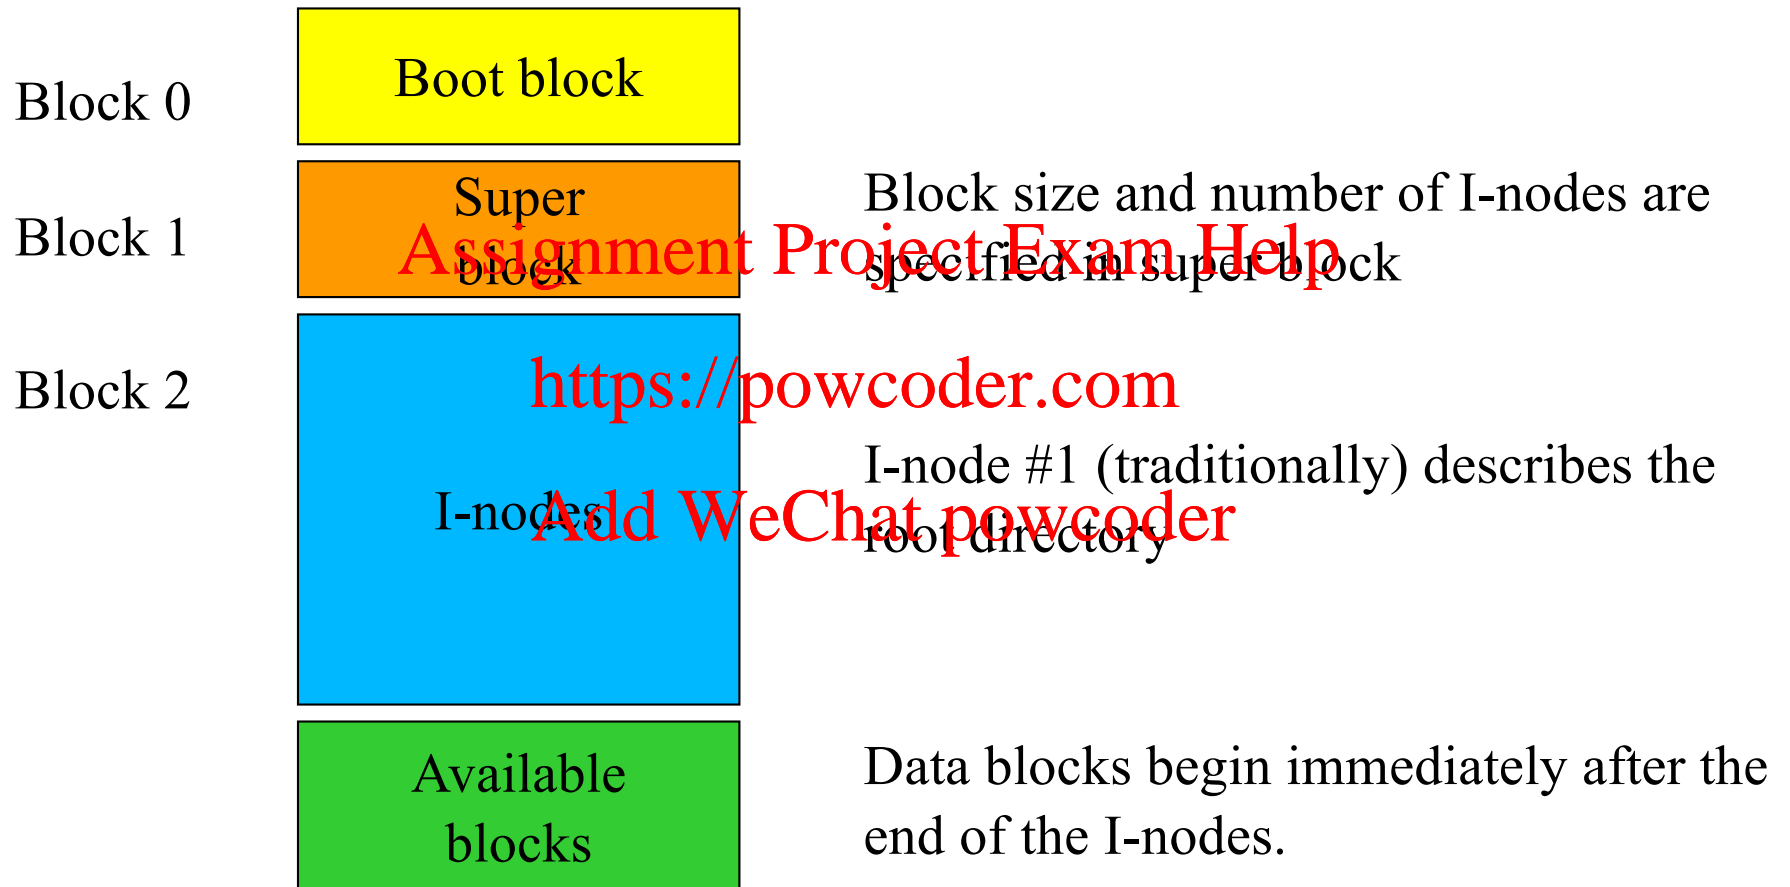 Block 0
Boot block
Block 1
Super
block
Block size and number of I-nodes are
specified in super block
Assignment Project Exam Help
Block 2
https://powcoder.com
I-nodes
I-node #1 (traditionally) describes the
root directory
Add WeChat powcoder
Available
blocks
Data blocks begin immediately after the
end of the I-nodes.